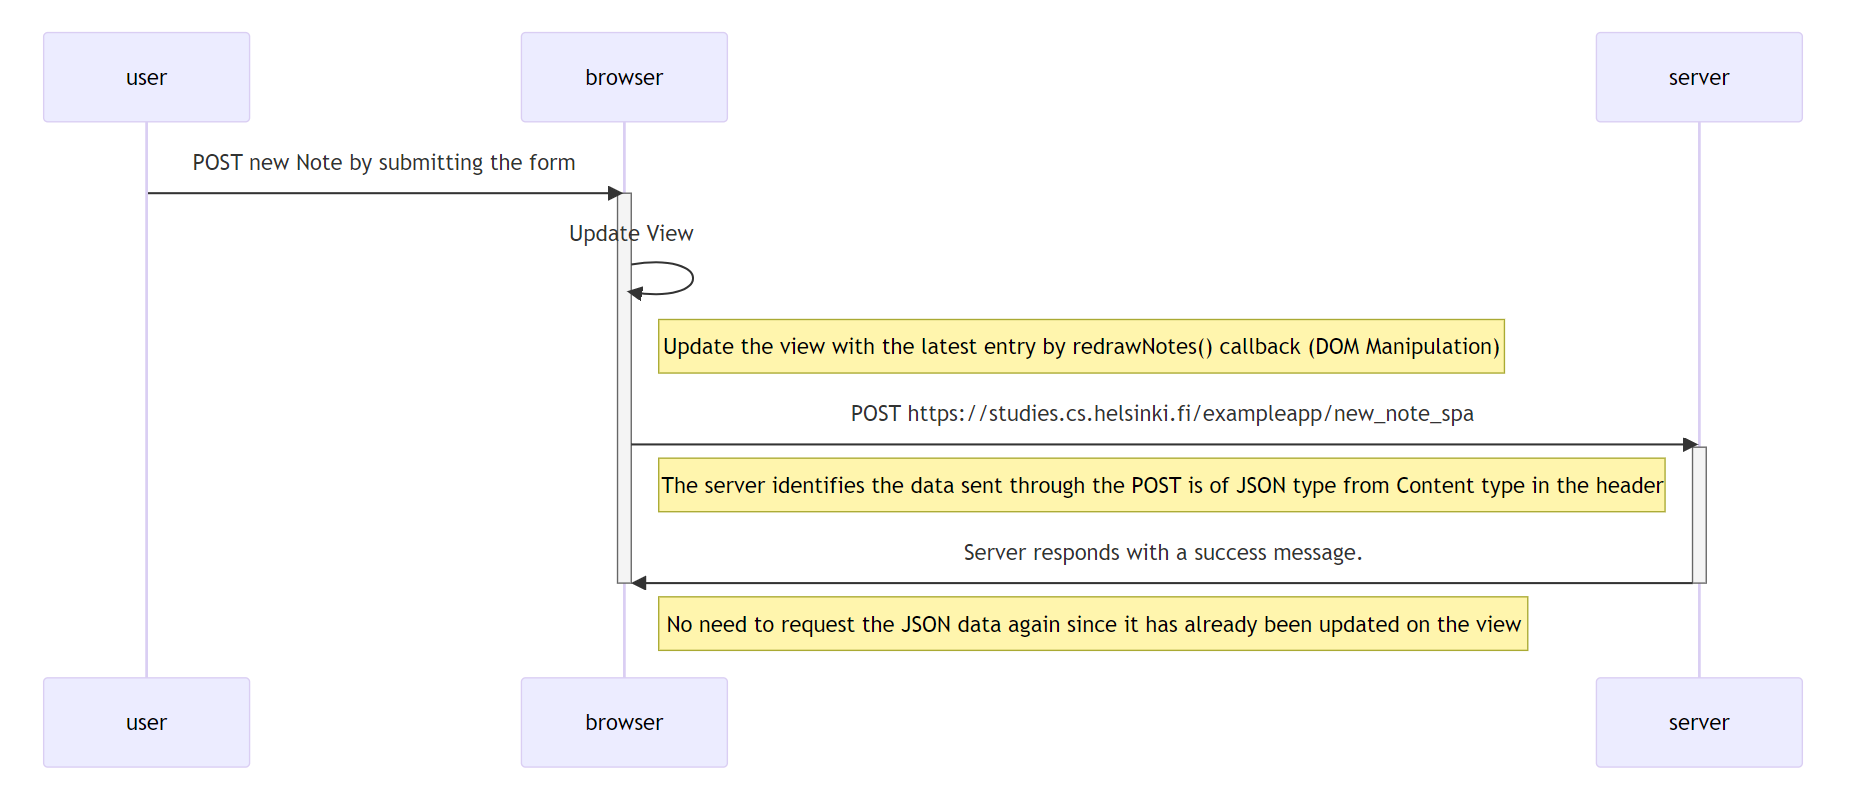 user
browser
server
POST new Note by submitting the form
Update View
Update the view with the latest entry by redrawNotes() callback (DOM Manipulation)
POST https://studies.cs.helsinki.fi/exampleapp/new_note_spa
The server identifies the data sent through the POST is of JSON type from Content type in the header
Server responds with a success message.
No need to request the JSON data again since it has already been updated on the view
user
browser
server